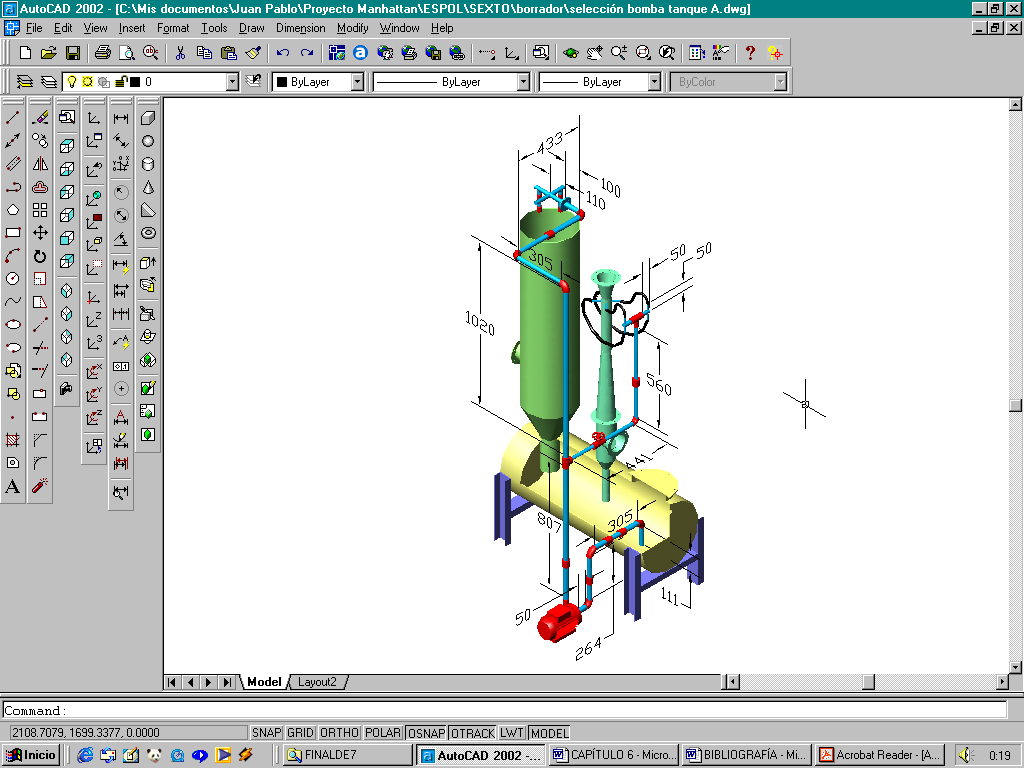 AutoCAD 2002 - [C:\Mis documentos\Juan Pablo\Proyecto Manhattan\ESPOL\SEXTO\borrador\selección bomba tanque A.dwg]
File Edit View Insert Format Tools Draw Dimension Modify Window Help
0 ByLayer ByLayer ByLayer ByColor
433
100
110
305
50
50
1020
560
441
807
305
50
111
264
Model Layout2
Command:
2108.7079, 1699.3377, 0.0000 SNAP GRID ORTHO POLAR OSNAP OTRACK LWT MODEL
Inicio FINALDE7 AutoCAD 2002 -... CAPÍTULO 6 - Micro... BIBLIOGRAFÍA - Mi... Acrobat Reader - [A... 0:19